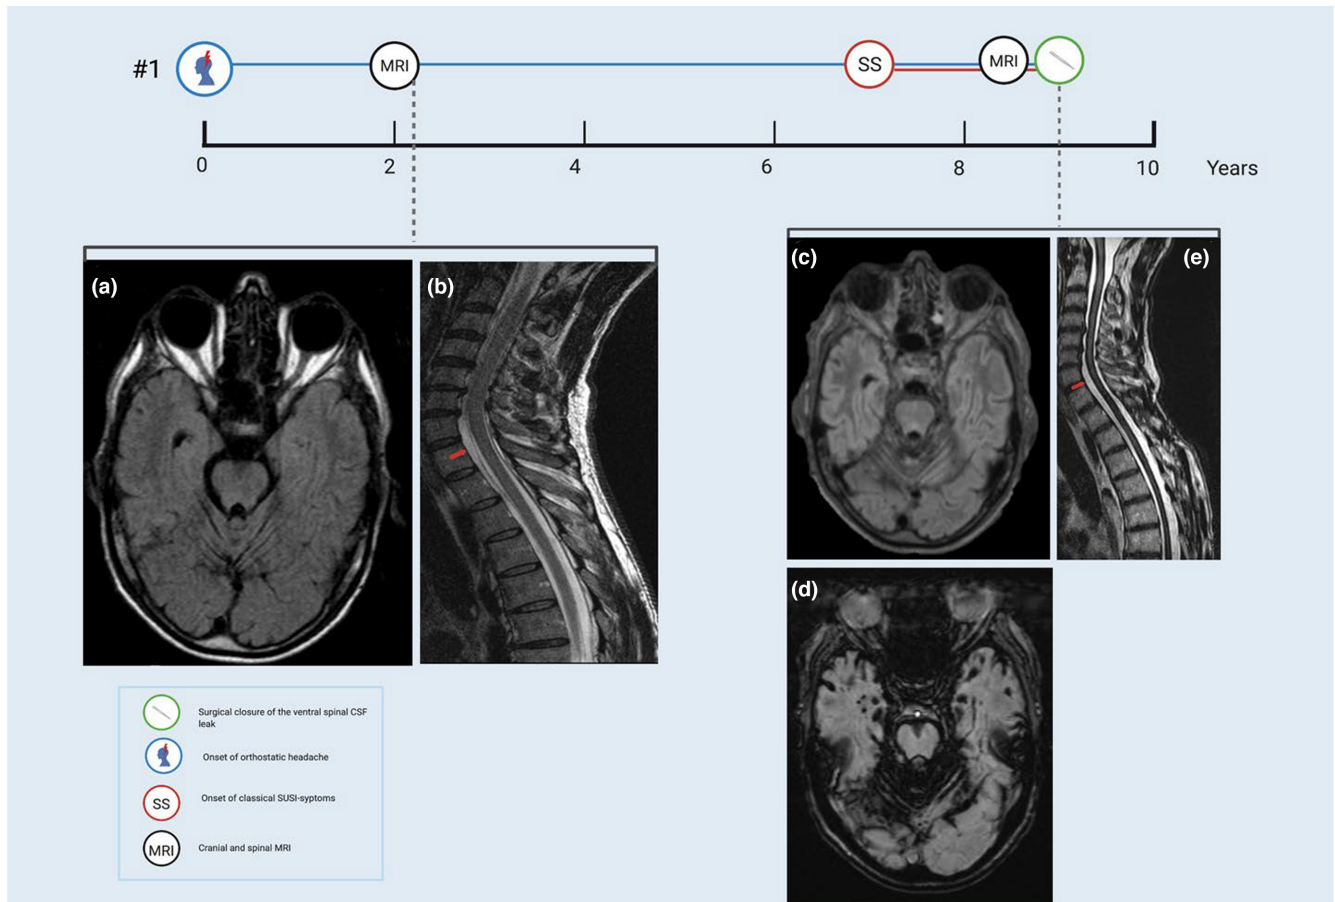 #1
MRI
SS
MRI
0
2
4
6
8
10
Years
(a)
(b)
(c)
(e)
(d)
Surgical closure of the ventral spinal CSF
leak
Onset of orthostatic headache
SS
Onset of classical SUSI-syptoms
MRI
Cranial and spinal MRI